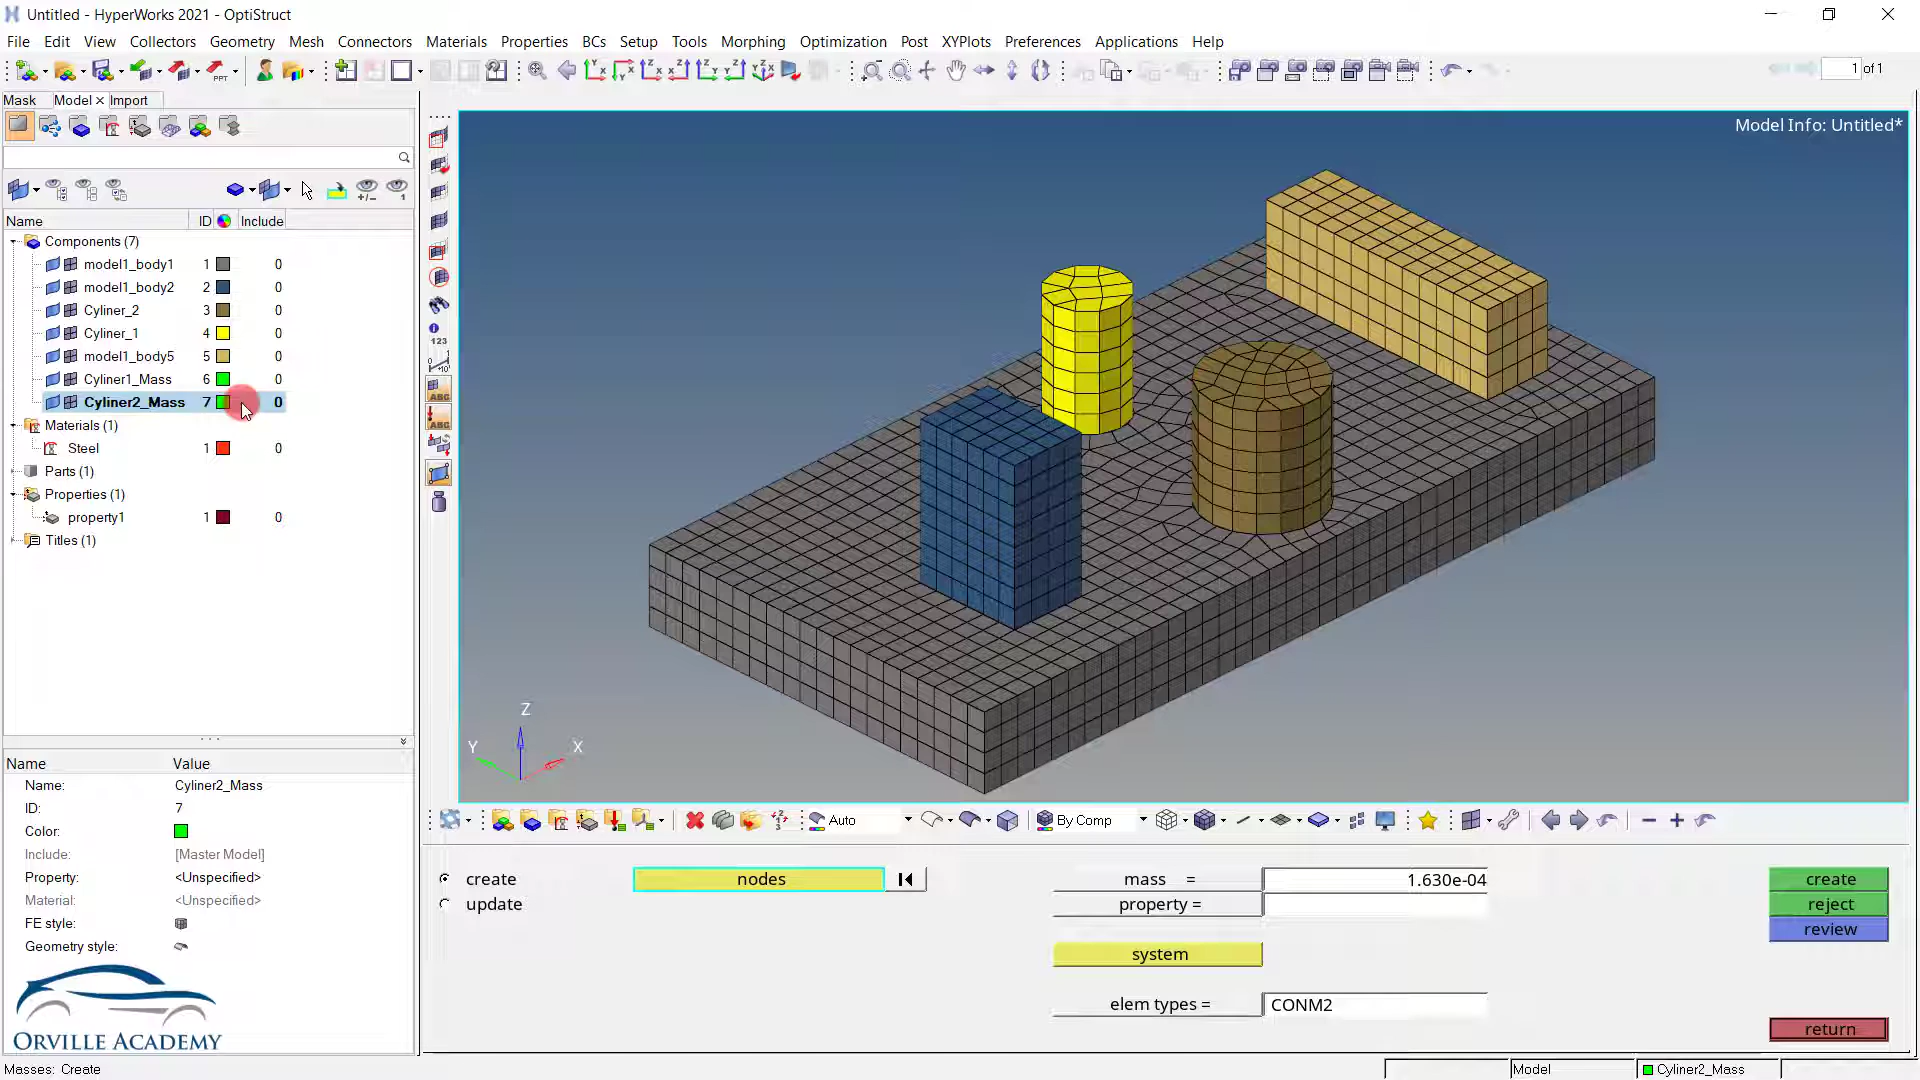 Untitled - HyperWorks 2021 - OptiStruct
File Edit View Collectors Geometry Mesh Connectors Materials Properties BCs Setup Tools Morphing Optimization Post XYPlots Preferences Applications Help
1 of 1
Mask Model Import
Model Info: Untitled*
Name ID Include
Components (7)
model1_body1 1 0
model1_body2 2 0
Cyliner_2 3 0
Cyliner_1 4 0
model1_body5 5 0
Cyliner1_Mass 6 0
Cyliner2_Mass 7 0
Materials (1)
Steel 1 0
Parts (1)
Properties (1)
property1 1 0
Titles (1)
123
ABC
ABC
Z
Y
X
Name Value
Name: Cyliner2_Mass
ID: 7
Color:
Include: [Master Model]
Property: <Unspecified>
Material: <Unspecified>
FE style:
Geometry style:
ORVILLE ACADEMY
Auto By Comp
create nodes mass = 1.630e-04 create
update property = reject
review
system
elem types = CONM2
return
Masses: Create Model Cyliner2_Mass